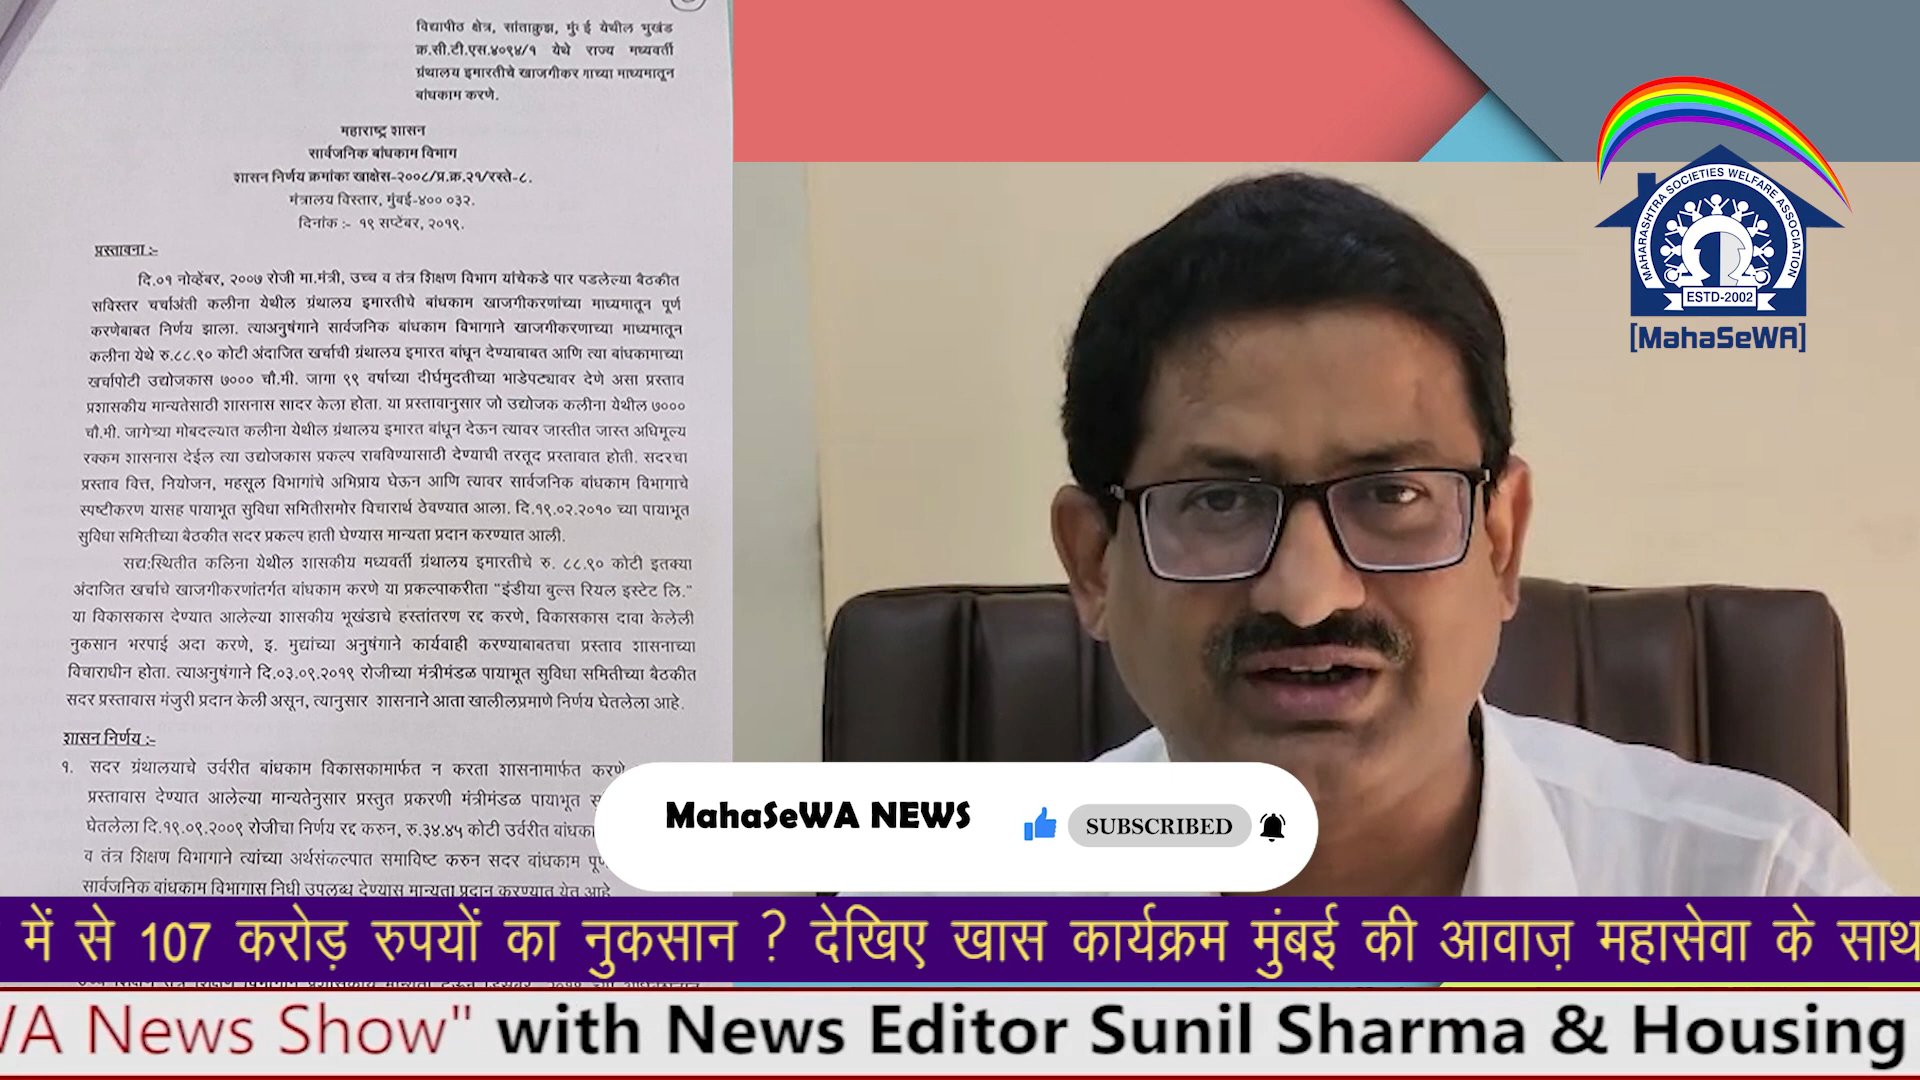 विद्यापीठ क्षेत्र, सांताक्रुझ, मुंबई येथील भुखंड
क्र.सी.टी.एस.४०९४/१ येथे राज्य मध्यवर्ती
ग्रंथालय इमारतीचे खाजगीकर णाच्या माध्यमातून
बांधकाम करणे.
महाराष्ट्र शासन
सार्वजनिक बांधकाम विभाग
शासन निर्णय क्रमांका खाक्षेस-२००८/प्र.क्र.२१/रस्ते-८.
मंत्रालय विस्तार, मुंबई-४०० ०३२.
दिनांक :- १९ सप्टेंबर, २०१९.
प्रस्तावना :-
दि.०१ नोव्हेंबर, २००७ रोजी मा.मंत्री, उच्च व तंत्र शिक्षण विभाग यांचेकडे पार पडलेल्या बैठकीत
सविस्तर चर्चाअंती कलीना येथील ग्रंथालय इमारतीचे बांधकाम खाजगीकरणांच्या माध्यमातून पूर्ण
करणेबाबत निर्णय झाला. त्याअनुषंगाने सार्वजनिक बांधकाम विभागाने खाजगीकरणाच्या माध्यमातून
कलीना येथे रु.८८.९० कोटी अंदाजित खर्चाची ग्रंथालय इमारत बांधून देण्याबाबत आणि त्या बांधकामाच्या
खर्चापोटी उद्योजकास ७००० चौ.मी. जागा ९९ वर्षाच्या दीर्घमुदतीच्या भाडेपट्यावर देणे असा प्रस्ताव
प्रशासकीय मान्यतेसाठी शासनास सादर केला होता. या प्रस्तावानुसार जो उद्योजक कलीना येथील ७०००
चौ.मी. जागेच्या मोबदल्यात कलीना येथील ग्रंथालय इमारत बांधून देऊन त्यावर जास्तीत जास्त अधिमूल्य
रक्कम शासनास देईल त्या उद्योजकास प्रकल्प राबविण्यासाठी देण्याची तरतूद प्रस्तावात होती. सदरचा
प्रस्ताव वित्त, नियोजन, महसूल विभागांचे अभिप्राय घेऊन आणि त्यावर सार्वजनिक बांधकाम विभागाचे
स्पष्टीकरण यासह पायाभूत सुविधा समितीसमोर विचारार्थ ठेवण्यात आला. दि.१९.०२.२०१० च्या पायाभूत
सुविधा समितीच्या बैठकीत सदर प्रकल्प हाती घेण्यास मान्यता प्रदान करण्यात आली.
सद्य:स्थितीत कलिना येथील शासकीय मध्यवर्ती ग्रंथालय इमारतीचे रु. ८८.९० कोटी इतक्या
अंदाजित खर्चाचे खाजगीकरणांतर्गत बांधकाम करणे या प्रकल्पाकरीता "इंडीया बुल्स रियल इस्टेट लि."
या विकासकास देण्यात आलेल्या शासकीय भूखंडाचे हस्तांतरण रद्द करणे, विकासकास दावा केलेली
नुकसान भरपाई अदा करणे, इ. मुद्यांच्या अनुषंगाने कार्यवाही करण्याबाबतचा प्रस्ताव शासनाच्या
विचाराधीन होता. त्याअनुषंगाने दि.०३.०९.२०१९ रोजीच्या मंत्रीमंडळ पायाभूत सुविधा समितीच्या बैठकीत
सदर प्रस्तावास मंजुरी प्रदान केली असून, त्यानुसार शासनाने आता खालीलप्रमाणे निर्णय घेतलेला आहे.
शासन निर्णय :-
१. सदर ग्रंथालयाचे उर्वरीत बांधकाम विकासकामार्फत न करता शासनामार्फत करणे
प्रस्तावास देण्यात आलेल्या मान्यतेनुसार प्रस्तुत प्रकरणी मंत्रीमंडळ पायाभूत
घेतलेला दि.१९.०९.२००९ रोजीचा निर्णय रद्द करुन, रु.३४.४५ कोटी उर्वरीत बांधका
व तंत्र शिक्षण विभागाने त्यांच्या अर्थसंकल्पात समाविष्ट करुन सदर बांधकाम पू
सार्वजनिक बांधकाम विभागास निधी उपलब्ध देण्यास मान्यता प्रदान करण्यात येत आहे
MAHARASHTRA SOCIETIES WELFARE ASSOCIATION
ESTD-2002
[MahaSeWA]
MahaSeWA NEWS
SUBSCRIBED
में से 107 करोड़ रुपयों का नुकसान ? देखिए खास कार्यक्रम मुंबई की आवाज़ महासेवा के साथ
WA News Show" with News Editor Sunil Sharma & Housing